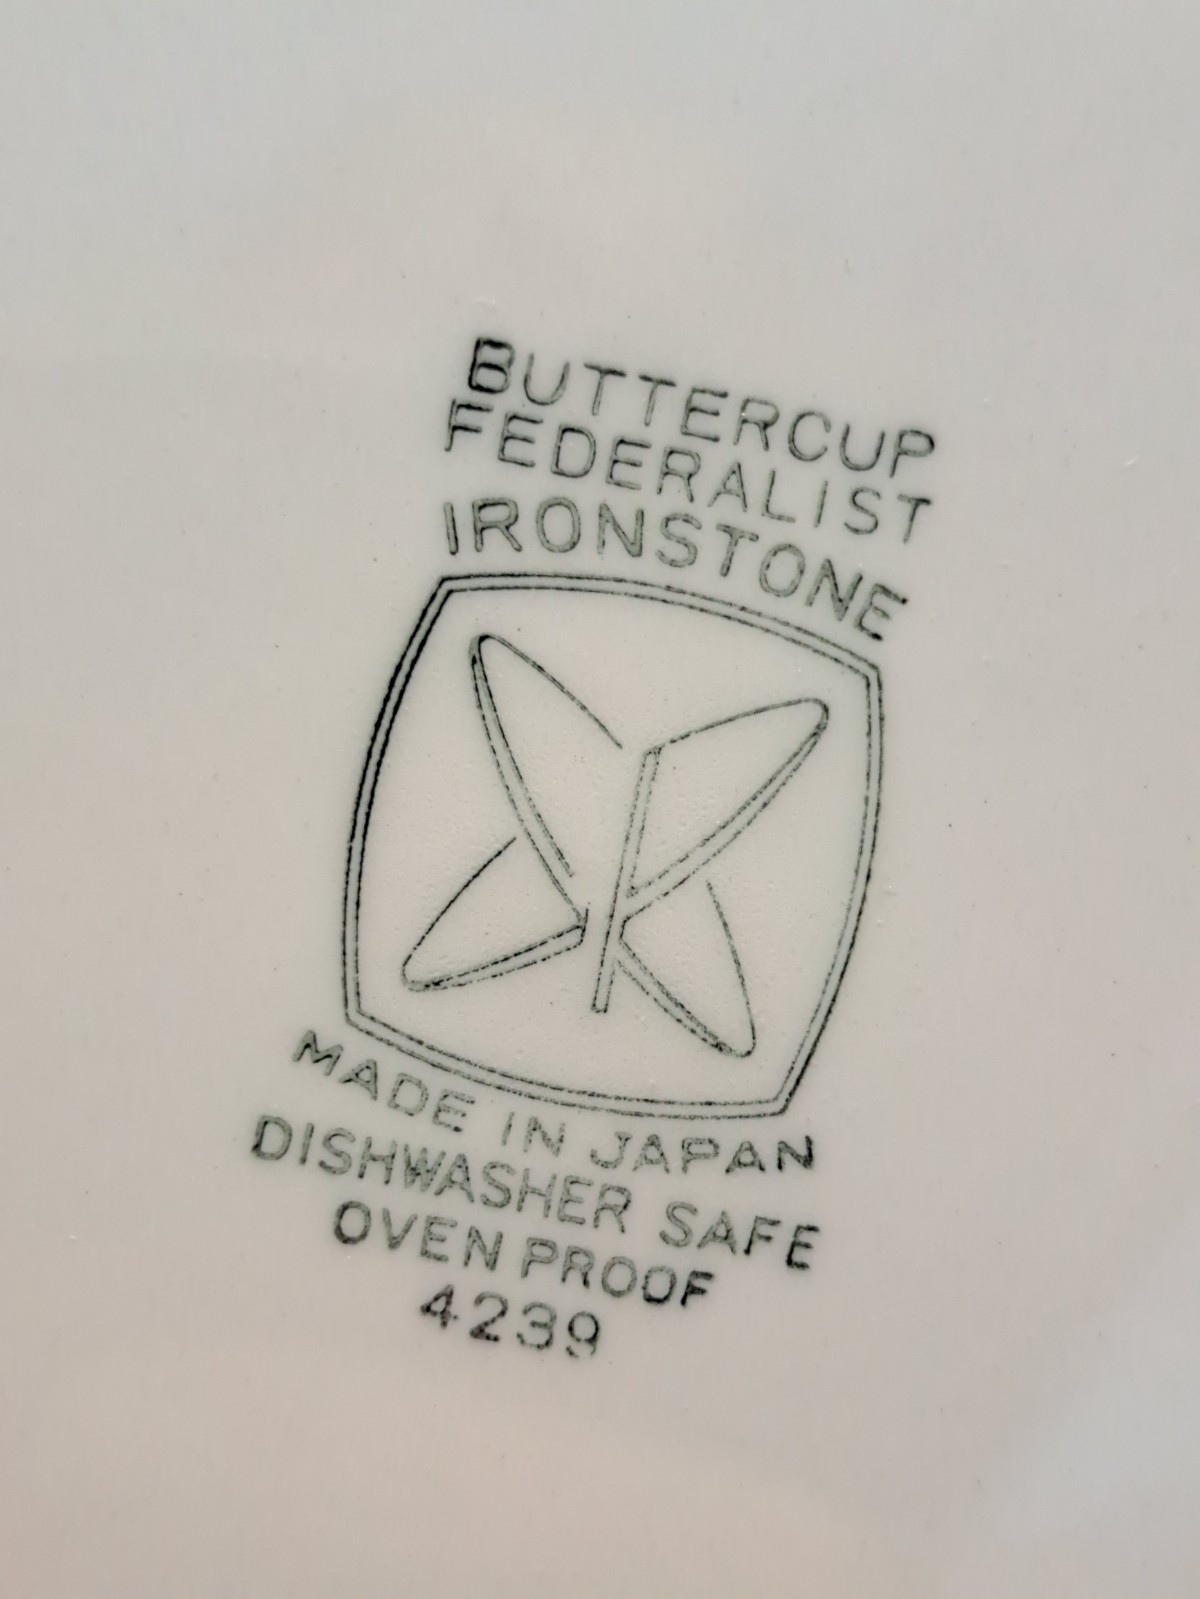 BUTTERCUP
FEDERALIST
IRONSTONE
MADE IN JAPAN
DISHWASHER SAFE
OVEN PROOF
4239